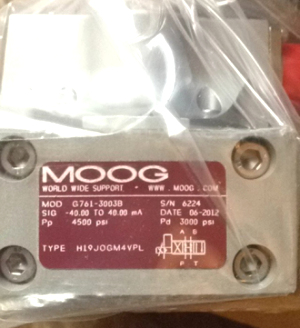 MOOG
WORLD WIDE SUPPORT - WWW.MOOG.COM
MOD G761-3003B S/N 6224
SIG -40.00 TO 40.00 mA DATE 06-2012
Pp 4500 psi Pd 3000 psi
A B
TYPE H19JOGM4VPL
P T